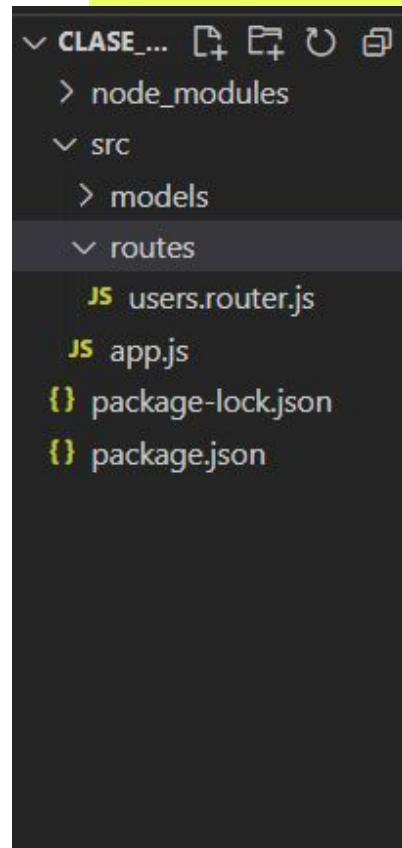 CLASE_...
node_modules
src
models
routes
JS users.router.js
JS app.js
{} package-lock.json
{} package.json